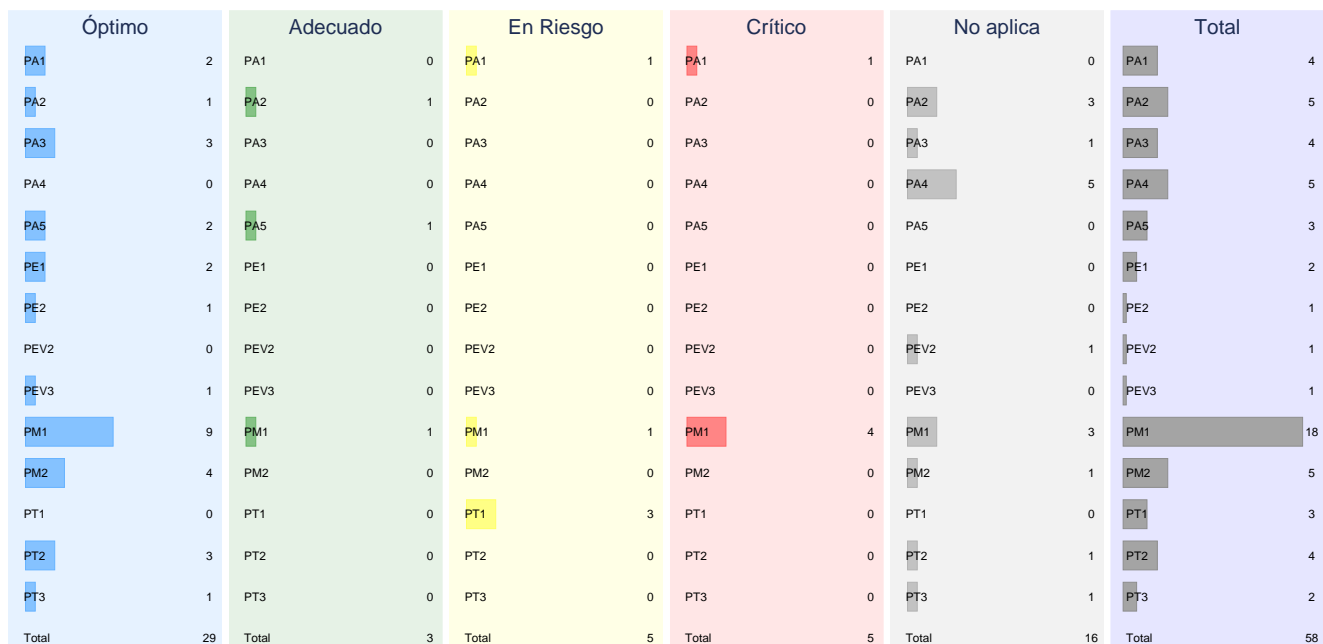 Óptimo Adecuado En Riesgo Crítico No aplica Total
PA1 2 PA1 0 PA1 1 PA1 1 PA1 0 PA1 4
PA2 1 PA2 1 PA2 0 PA2 0 PA2 3 PA2 5
PA3 3 PA3 0 PA3 0 PA3 0 PA3 1 PA3 4
PA4 0 PA4 0 PA4 0 PA4 0 PA4 5 PA4 5
PA5 2 PA5 1 PA5 0 PA5 0 PA5 0 PA5 3
PE1 2 PE1 0 PE1 0 PE1 0 PE1 0 PE1 2
PE2 1 PE2 0 PE2 0 PE2 0 PE2 0 PE2 1
PEV2 0 PEV2 0 PEV2 0 PEV2 0 PEV2 1 PEV2 1
PEV3 1 PEV3 0 PEV3 0 PEV3 0 PEV3 0 PEV3 1
PM1 9 PM1 1 PM1 1 PM1 4 PM1 3 PM1 18
PM2 4 PM2 0 PM2 0 PM2 0 PM2 1 PM2 5
PT1 0 PT1 0 PT1 3 PT1 0 PT1 0 PT1 3
PT2 3 PT2 0 PT2 0 PT2 0 PT2 1 PT2 4
PT3 1 PT3 0 PT3 0 PT3 0 PT3 1 PT3 2
Total 29 Total 3 Total 5 Total 5 Total 16 Total 58